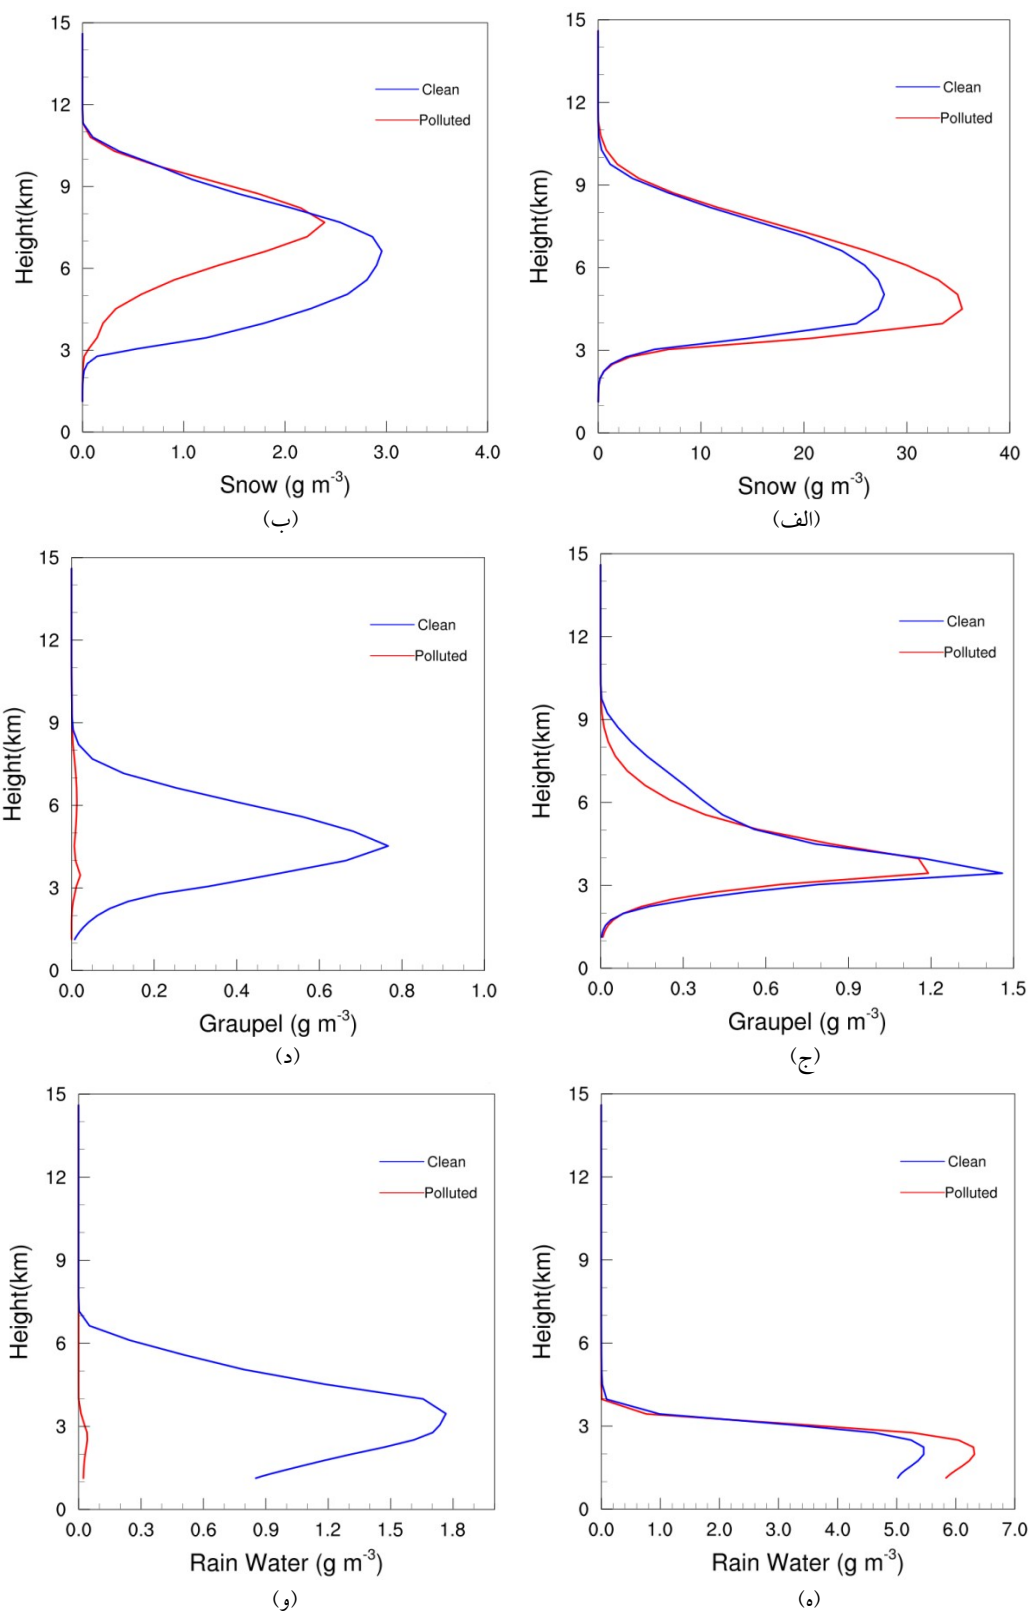 15
12
9
6
3
0
Height(km)
Clean
Polluted
0.0 1.0 2.0 3.0 4.0
Snow (g m-3)
(ب)
15
12
9
6
3
0
Height(km)
Clean
Polluted
0 10 20 30 40
Snow (g m-3)
(الف)
15
12
9
6
3
0
Height(km)
Clean
Polluted
0.0 0.2 0.4 0.6 0.8 1.0
Graupel (g m-3)
(د)
15
12
9
6
3
0
Height(km)
Clean
Polluted
0.0 0.3 0.6 0.9 1.2 1.5
Graupel (g m-3)
(ج)
15
12
9
6
3
0
Height(km)
Clean
Polluted
0.0 0.3 0.6 0.9 1.2 1.5 1.8
Rain Water (g m-3)
(و)
15
12
9
6
3
0
Height(km)
Clean
Polluted
0.0 1.0 2.0 3.0 4.0 5.0 6.0 7.0
Rain Water (g m-3)
(ه)